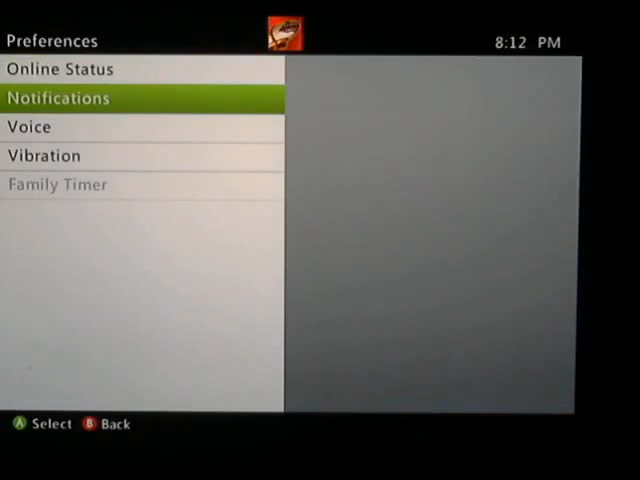 Preferences
8:12 PM
Online Status
Notifications
Voice
Vibration
Family Timer
A Select B Back